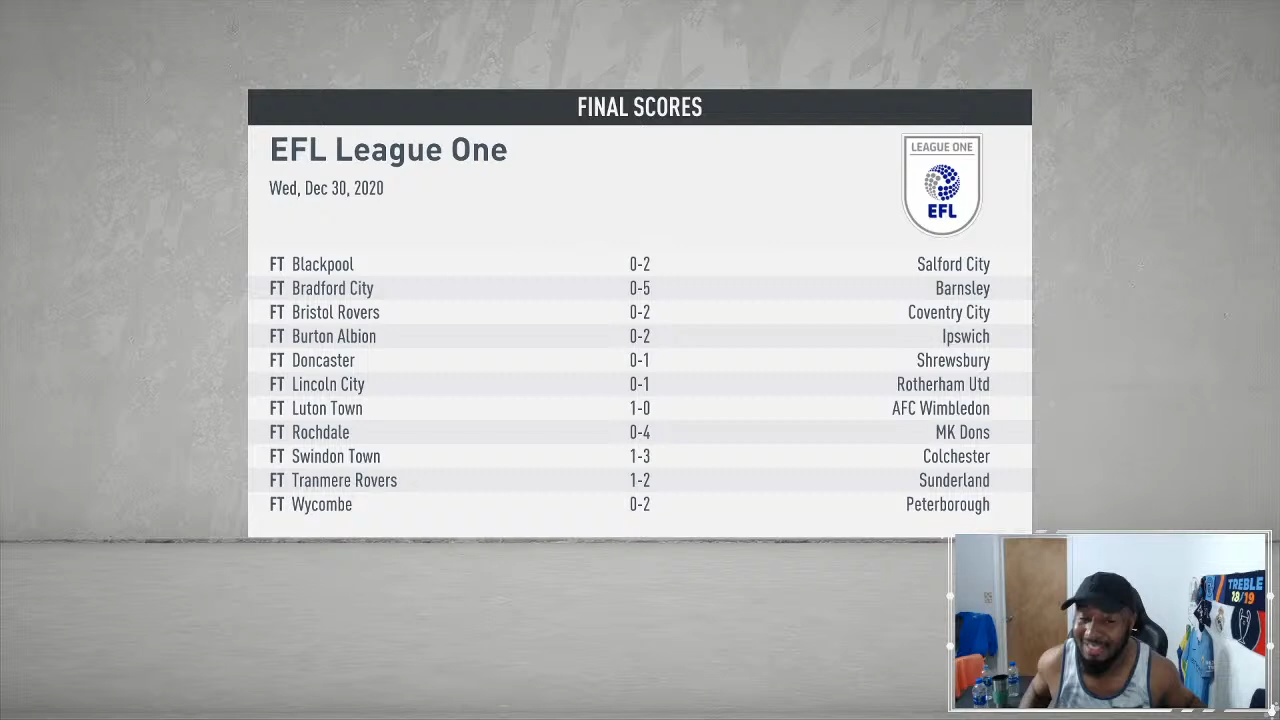 FINAL SCORES
EFL League One
Wed, Dec 30, 2020
LEAGUE ONE
EFL
FT Blackpool 0-2 Salford City
FT Bradford City 0-5 Barnsley
FT Bristol Rovers 0-2 Coventry City
FT Burton Albion 0-2 Ipswich
FT Doncaster 0-1 Shrewsbury
FT Lincoln City 0-1 Rotherham Utd
FT Luton Town 1-0 AFC Wimbledon
FT Rochdale 0-4 MK Dons
FT Swindon Town 1-3 Colchester
FT Tranmere Rovers 1-2 Sunderland
FT Wycombe 0-2 Peterborough
TREBLE
18/19